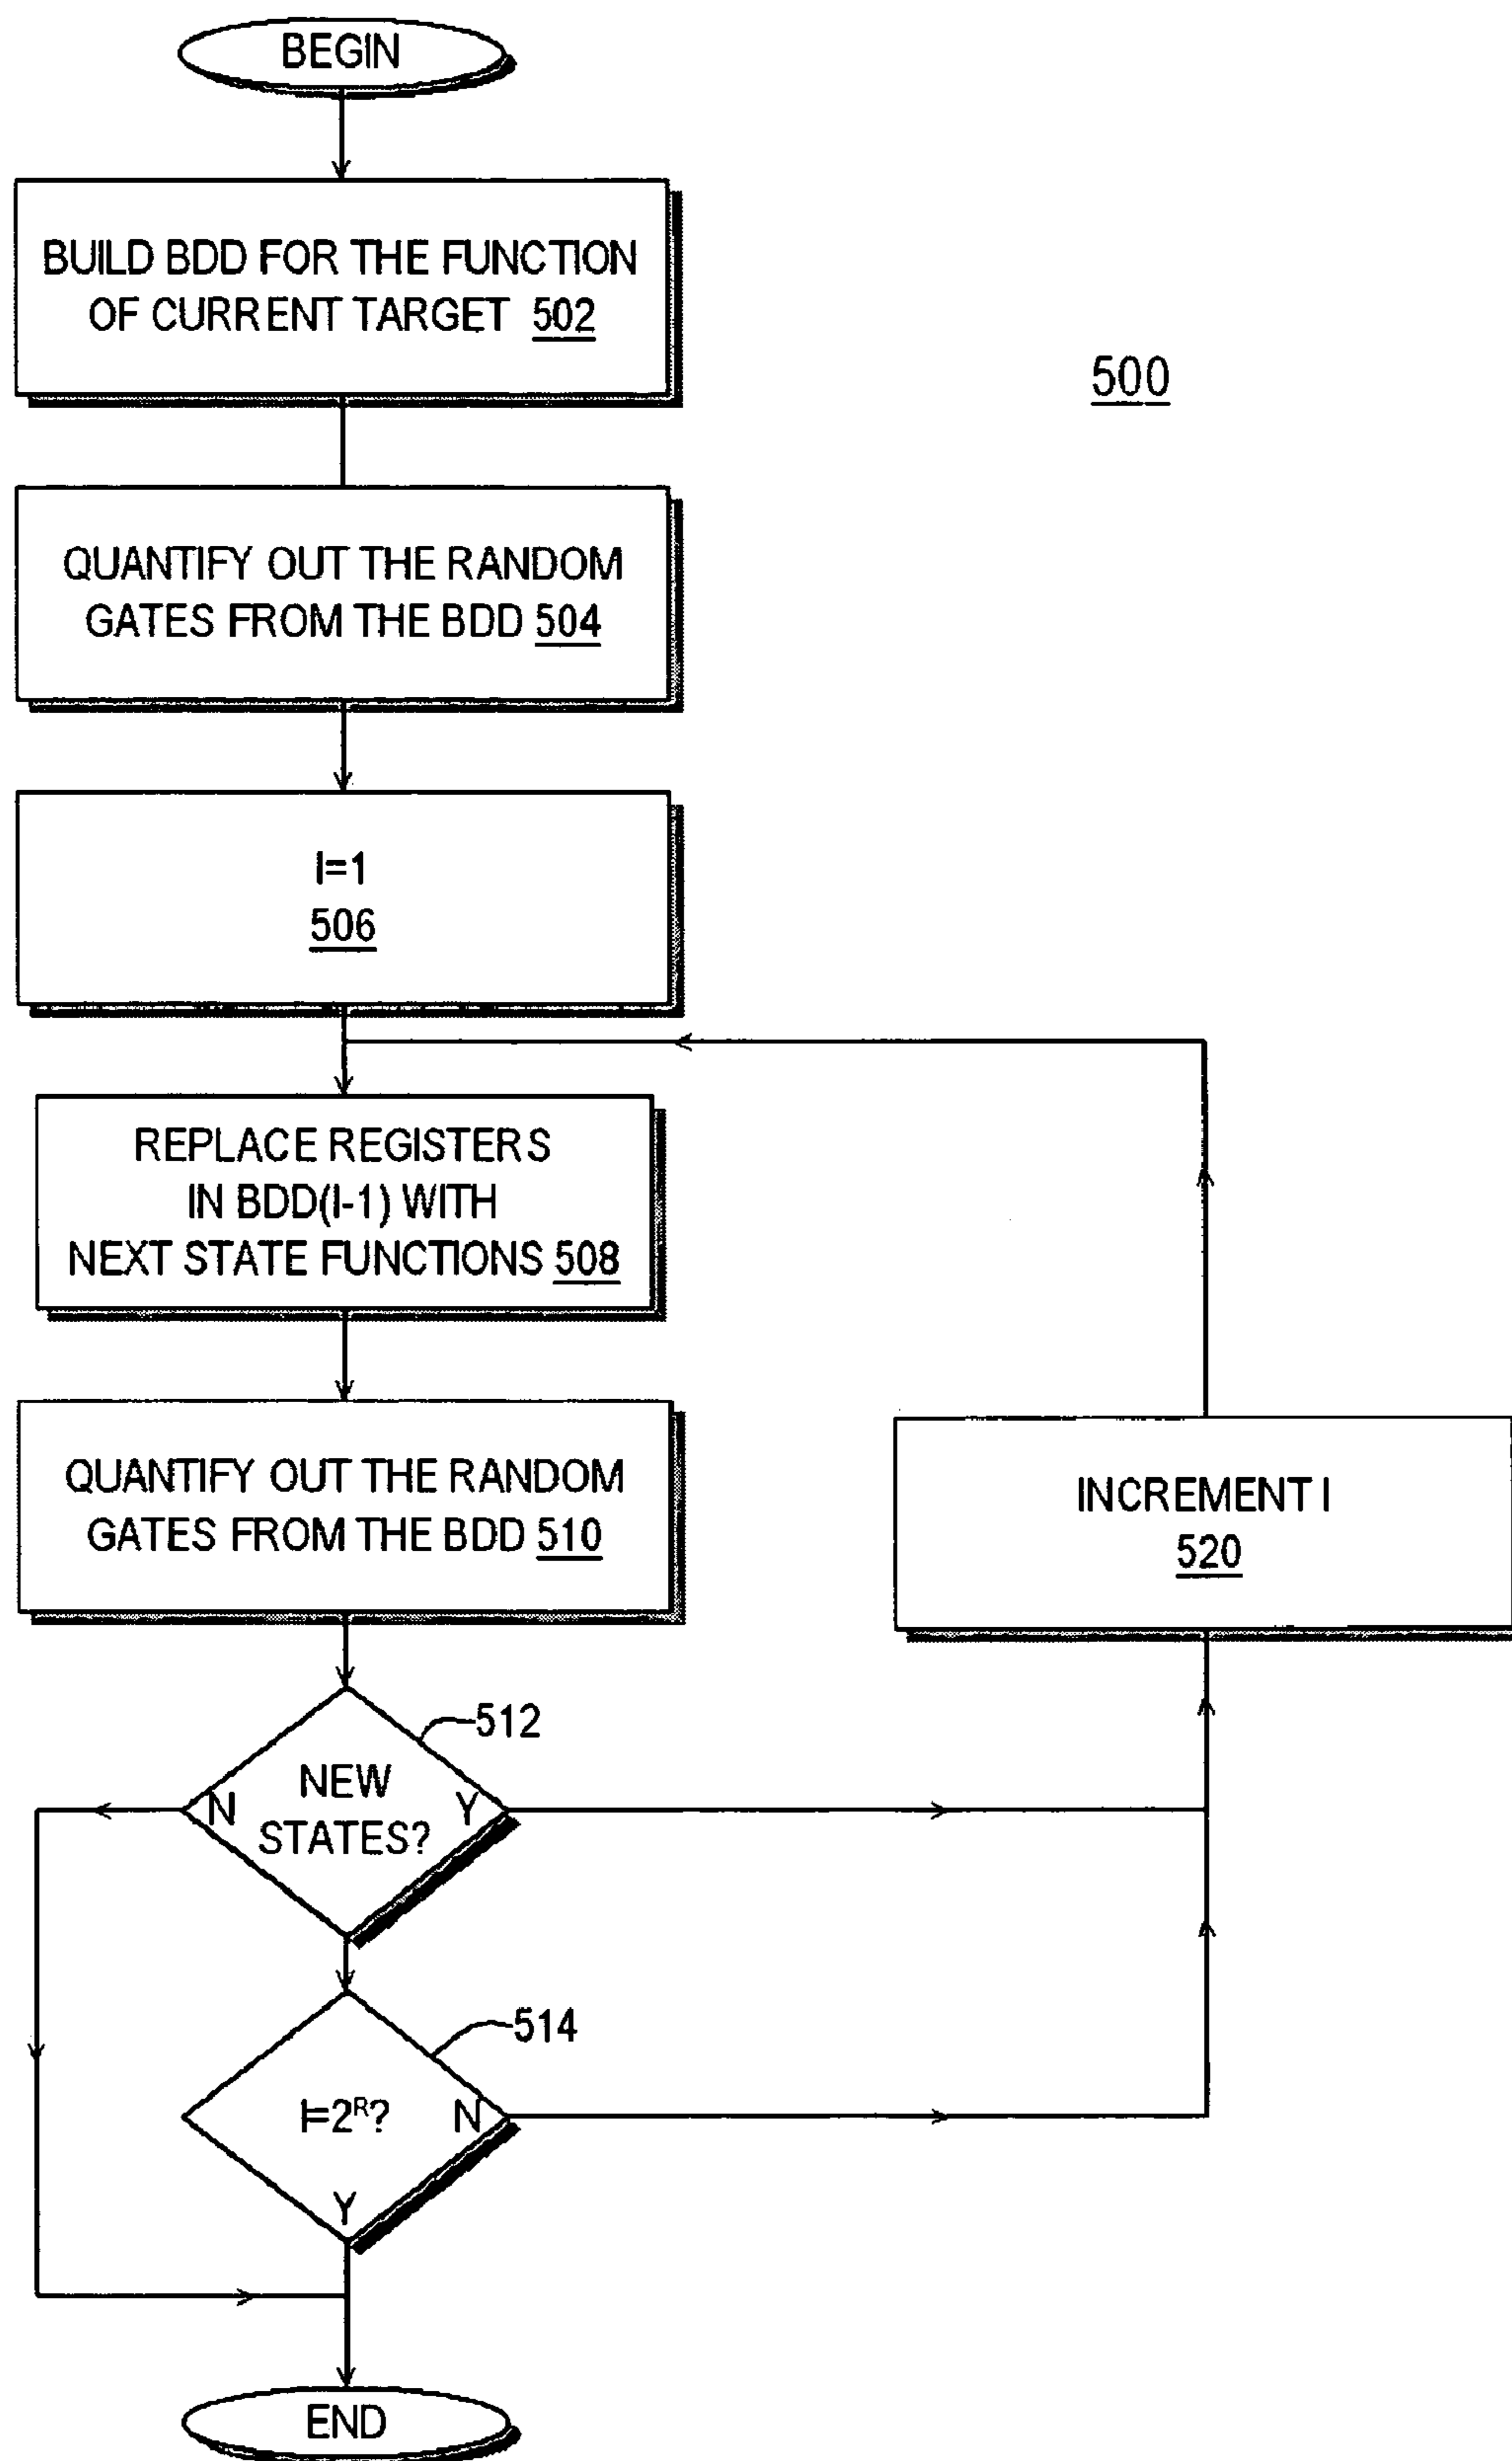 BEGIN
BUILD BDD FOR THE FUNCTION
OF CURRENT TARGET 502
500
QUANTIFY OUT THE RANDOM
GATES FROM THE BDD 504
I=1
506
REPLACE REGISTERS
IN BDD(I-1) WITH
NEXT STATE FUNCTIONS 508
QUANTIFY OUT THE RANDOM
GATES FROM THE BDD 510
INCREMENT I
520
512
NEW
N Y
STATES?
514
I=2ᴿ? N
Y
END